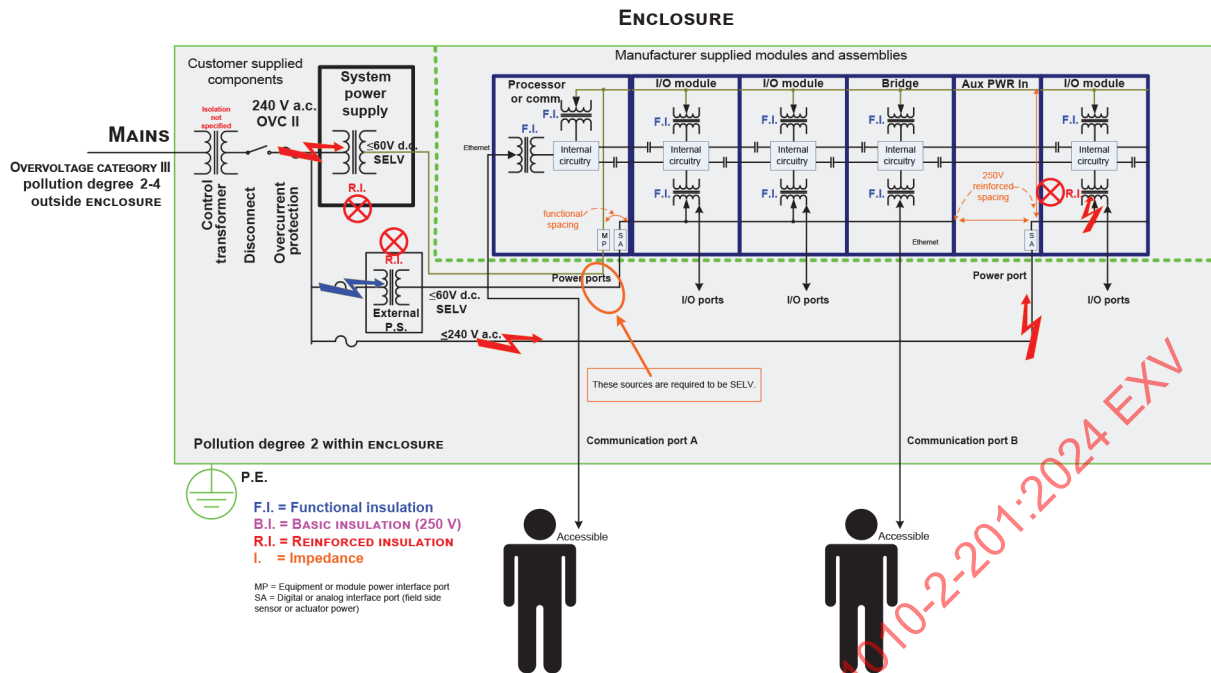 ENCLOSURE
Manufacturer supplied modules and assemblies
Customer supplied
components
System
power
supply
Processor
or comm.
I/O module
I/O module
Bridge
Aux PWR In
I/O module
Isolation
not
specified
240 V a.c.
OVC II
MAINS
OVERVOLTAGE CATEGORY III
pollution degree 2-4
outside ENCLOSURE
≤60V d.c.
SELV
R.I.
F.I.
F.I.
F.I.
F.I.
F.I.
Ethernet
Internal
circuitry
Internal
circuitry
Internal
circuitry
Internal
circuitry
Internal
circuitry
F.I.
F.I.
F.I.
250V
reinforced
spacing
R.I.
functional
spacing
MP
SA
Ethernet
SA
Control
transformer
Disconnect
Overcurrent
protection
R.I.
External
P.S.
≤60V d.c.
SELV
Power ports
I/O ports
I/O ports
Power port
I/O ports
≤240 V a.c.
These sources are required to be SELV.
Pollution degree 2 within ENCLOSURE
Communication port A
Communication port B
P.E.
F.I. = Functional insulation
B.I. = BASIC INSULATION (250 V)
R.I. = REINFORCED INSULATION
I. = Impedance
MP = Equipment or module power interface port
SA = Digital or analog interface port (field side
sensor or actuator power)
Accessible
Accessible
1010-2-201:2024 EXV